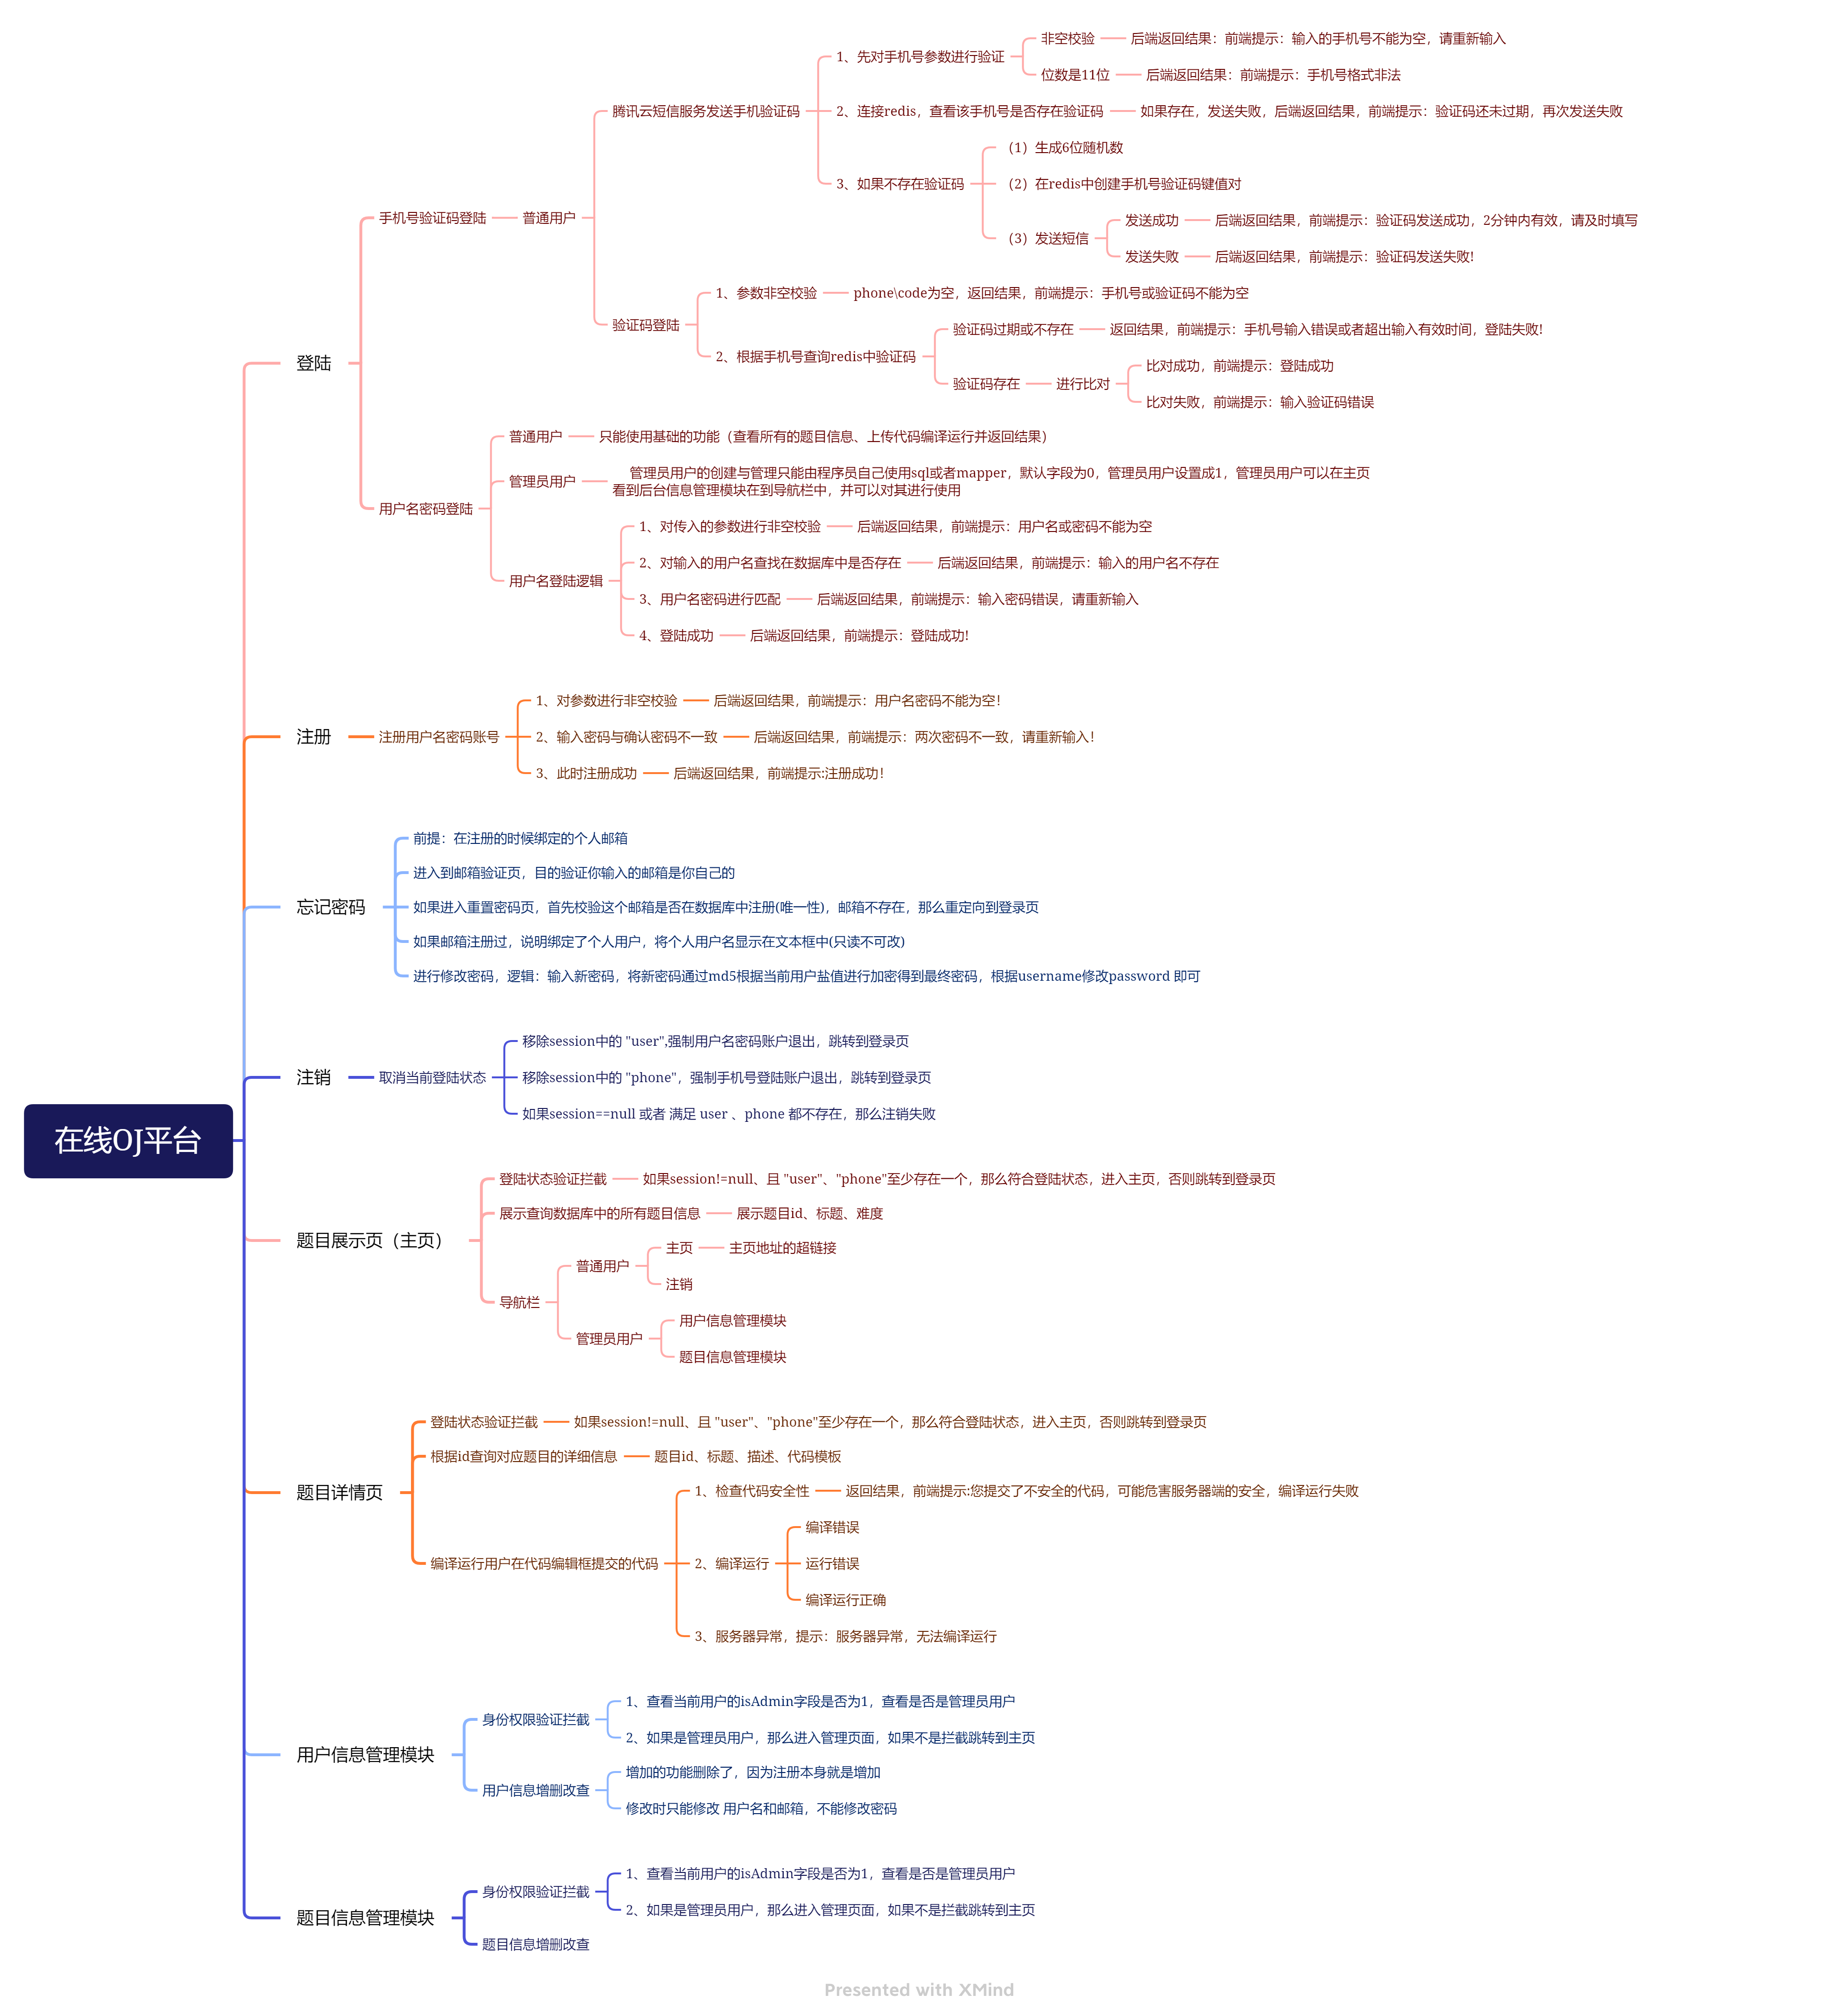 在线OJ平台
登陆
手机号验证码登陆
普通用户
腾讯云短信服务发送手机验证码
1、先对手机号参数进行验证
非空校验
后端返回结果：前端提示：输入的手机号不能为空，请重新输入
位数是11位
后端返回结果：前端提示：手机号格式非法
2、连接redis，查看该手机号是否存在验证码
如果存在，发送失败，后端返回结果，前端提示：验证码还未过期，再次发送失败
3、如果不存在验证码
（1）生成6位随机数
（2）在redis中创建手机号验证码键值对
（3）发送短信
发送成功
后端返回结果，前端提示：验证码发送成功，2分钟内有效，请及时填写
发送失败
后端返回结果，前端提示：验证码发送失败!
验证码登陆
1、参数非空校验
phone\code为空，返回结果，前端提示：手机号或验证码不能为空
2、根据手机号查询redis中验证码
验证码过期或不存在
返回结果，前端提示：手机号输入错误或者超出输入有效时间，登陆失败!
验证码存在
进行比对
比对成功，前端提示：登陆成功
比对失败，前端提示：输入验证码错误
用户名密码登陆
普通用户
只能使用基础的功能（查看所有的题目信息、上传代码编译运行并返回结果）
管理员用户
管理员用户的创建与管理只能由程序员自己使用sql或者mapper，默认字段为0，管理员用户设置成1，管理员用户可以在主页
看到后台信息管理模块在到导航栏中，并可以对其进行使用
用户名登陆逻辑
1、对传入的参数进行非空校验
后端返回结果，前端提示：用户名或密码不能为空
2、对输入的用户名查找在数据库中是否存在
后端返回结果，前端提示：输入的用户名不存在
3、用户名密码进行匹配
后端返回结果，前端提示：输入密码错误，请重新输入
4、登陆成功
后端返回结果，前端提示：登陆成功!
注册
注册用户名密码账号
1、对参数进行非空校验
后端返回结果，前端提示：用户名密码不能为空！
2、输入密码与确认密码不一致
后端返回结果，前端提示：两次密码不一致，请重新输入！
3、此时注册成功
后端返回结果，前端提示:注册成功！
忘记密码
前提：在注册的时候绑定的个人邮箱
进入到邮箱验证页，目的验证你输入的邮箱是你自己的
如果进入重置密码页，首先校验这个邮箱是否在数据库中注册(唯一性)，邮箱不存在，那么重定向到登录页
如果邮箱注册过，说明绑定了个人用户，将个人用户名显示在文本框中(只读不可改)
进行修改密码，逻辑：输入新密码，将新密码通过md5根据当前用户盐值进行加密得到最终密码，根据username修改password 即可
注销
取消当前登陆状态
移除session中的 "user",强制用户名密码账户退出，跳转到登录页
移除session中的 "phone"，强制手机号登陆账户退出，跳转到登录页
如果session==null 或者 满足 user 、phone 都不存在，那么注销失败
题目展示页（主页）
登陆状态验证拦截
如果session!=null、且 "user"、"phone"至少存在一个，那么符合登陆状态，进入主页，否则跳转到登录页
展示查询数据库中的所有题目信息
展示题目id、标题、难度
导航栏
普通用户
主页
主页地址的超链接
注销
管理员用户
用户信息管理模块
题目信息管理模块
题目详情页
登陆状态验证拦截
如果session!=null、且 "user"、"phone"至少存在一个，那么符合登陆状态，进入主页，否则跳转到登录页
根据id查询对应题目的详细信息
题目id、标题、描述、代码模板
编译运行用户在代码编辑框提交的代码
1、检查代码安全性
返回结果，前端提示:您提交了不安全的代码，可能危害服务器端的安全，编译运行失败
2、编译运行
编译错误
运行错误
编译运行正确
3、服务器异常，提示：服务器异常，无法编译运行
用户信息管理模块
身份权限验证拦截
1、查看当前用户的isAdmin字段是否为1，查看是否是管理员用户
2、如果是管理员用户，那么进入管理页面，如果不是拦截跳转到主页
用户信息增删改查
增加的功能删除了，因为注册本身就是增加
修改时只能修改 用户名和邮箱，不能修改密码
题目信息管理模块
身份权限验证拦截
1、查看当前用户的isAdmin字段是否为1，查看是否是管理员用户
2、如果是管理员用户，那么进入管理页面，如果不是拦截跳转到主页
题目信息增删改查
Presented with XMind